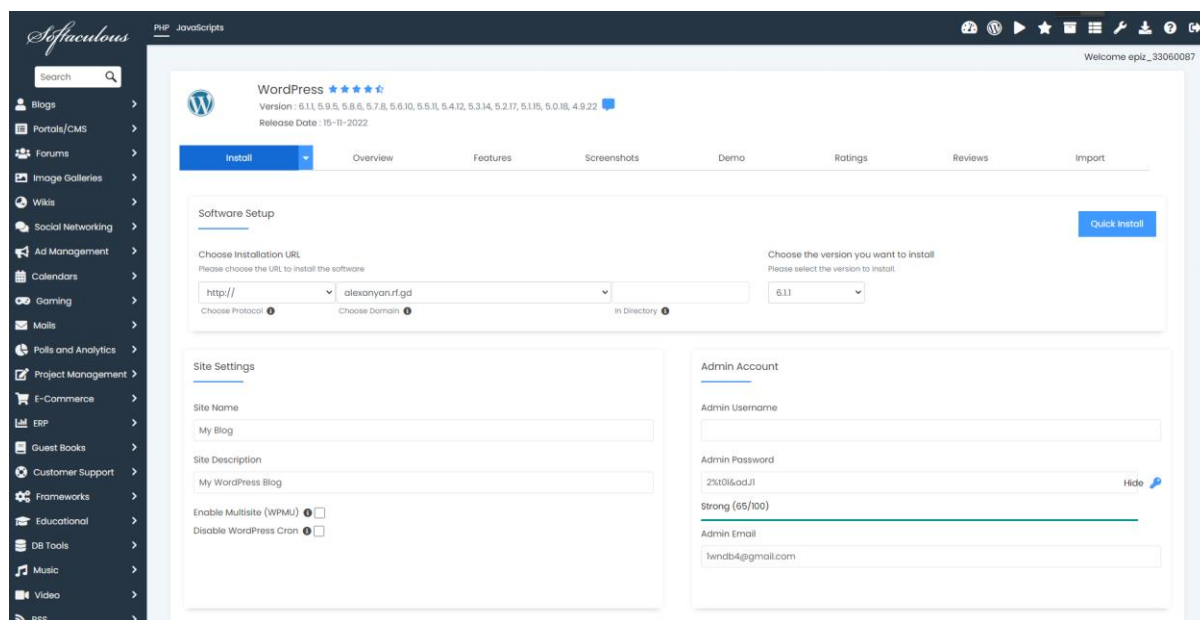 Softaculous
PHP JavaScripts
Welcome epiz_33060087
Search
Blogs
Portals/CMS
Forums
Image Galleries
Wikis
Social Networking
Ad Management
Calendars
Gaming
Mails
Polls and Analytics
Project Management
E-Commerce
ERP
Guest Books
Customer Support
Frameworks
Educational
DB Tools
Music
Video
RSS
WordPress
Version : 6.1.1, 5.9.5, 5.8.6, 5.7.8, 5.6.10, 5.5.11, 5.4.12, 5.3.14, 5.2.17, 5.1.15, 5.0.18, 4.9.22
Release Date : 15-11-2022
Install Overview Features Screenshots Demo Ratings Reviews Import
Software Setup
Quick Install
Choose Installation URL
Please choose the URL to install the software
http:// alexanyan.rf.gd
Choose Protocol Choose Domain In Directory
Choose the version you want to install
Please select the version to install.
6.1.1
Site Settings
Site Name
My Blog
Site Description
My WordPress Blog
Enable Multisite (WPMU)
Disable WordPress Cron
Admin Account
Admin Username
Admin Password
Hide
Strong (65/100)
Admin Email
1wndb4@gmail.com